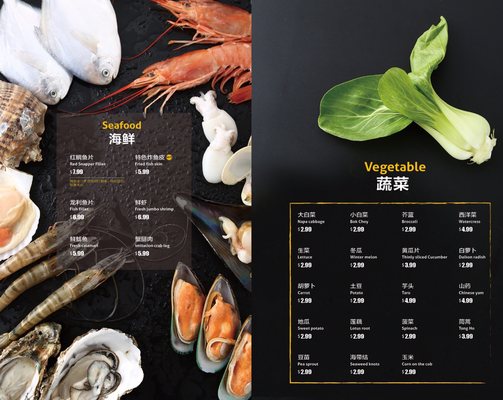 Seafood
海鲜
红鲷鱼片
Red Snapper Fillet
$7.99
特色炸鱼皮
Fried fish skin
$5.99
龙利鱼片
Fish Fillet
$6.99
鲜虾
Fresh jumbo shrimp
$6.99
鲜鱿鱼
Fresh calamari
$5.99
蟹腿肉
Imitation crab leg
$5.99
Vegetable
蔬菜
大白菜
Napa cabbage
$2.99
小白菜
Bok Choy
$2.99
芥蓝
Broccoli
$2.99
西洋菜
Watercress
$2.99
生菜
Lettuce
$2.99
冬瓜
Winter melon
$2.99
黄瓜片
Thinly sliced Cucumber
$3.99
白萝卜
Daikon radish
$2.99
胡萝卜
Carrot
$2.99
土豆
Potato
$2.99
芋头
Taro
$4.99
山药
Chinese yam
$4.99
地瓜
Sweet potato
$2.99
莲藕
Lotus root
$2.99
菠菜
Spinach
$2.99
茼蒿
Tong Ho
$3.99
豆苗
Pea sprout
$2.99
海带结
Seaweed knots
$2.99
玉米
Corn on the cob
$2.99